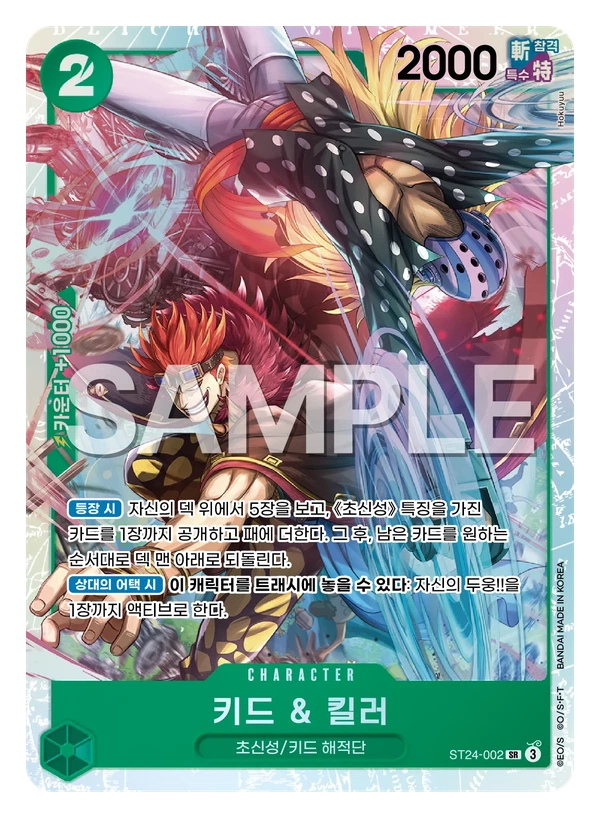 2
2000
斬 참격
특수 特
Hokuyuu
카운터 +1000
SAMPLE
등장 시 자신의 덱 위에서 5장을 보고, 《초신성》 특징을 가진
카드를 1장까지 공개하고 패에 더한다. 그 후, 남은 카드를 원하는
순서대로 덱 맨 아래로 되돌린다.
상대의 어택 시 이 캐릭터를 트래시에 놓을 수 있다: 자신의 두웅!!을
1장까지 액티브로 한다.
CHARACTER
키드 & 킬러
초신성/키드 해적단
ST24-002 SR 3
©E.O/S ©O/S·F·T BANDAI MADE IN KOREA